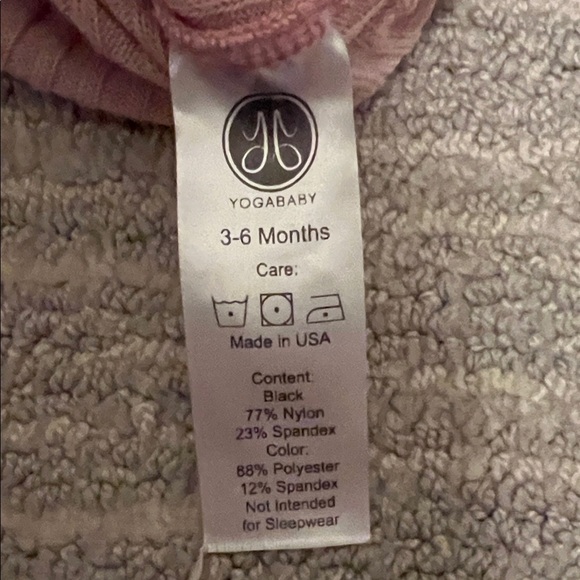 YOGABABY
3-6 Months
Care:
Made in USA
Content:
Black
77% Nylon
23% Spandex
Color:
88% Polyester
12% Spandex
Not Intended
for Sleepwear